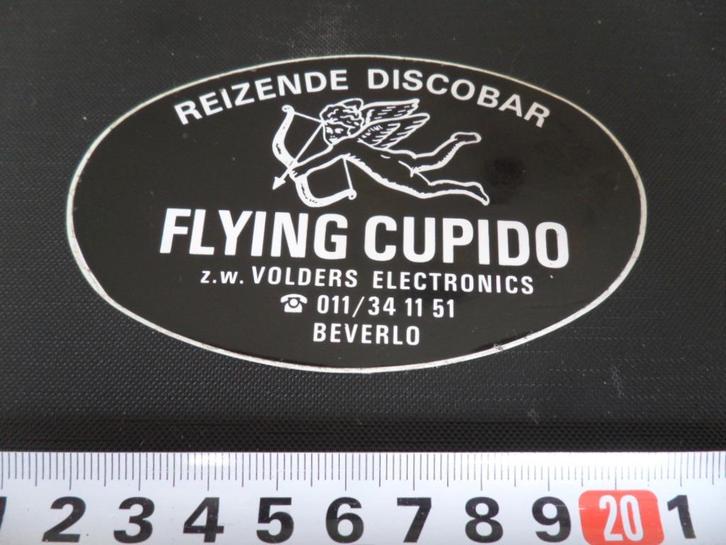 REIZENDE DISCOBAR
FLYING CUPIDO
z.w. VOLDERS ELECTRONICS
☎ 011/34 11 51
BEVERLO
1 2 3 4 5 6 7 8 9 20 1